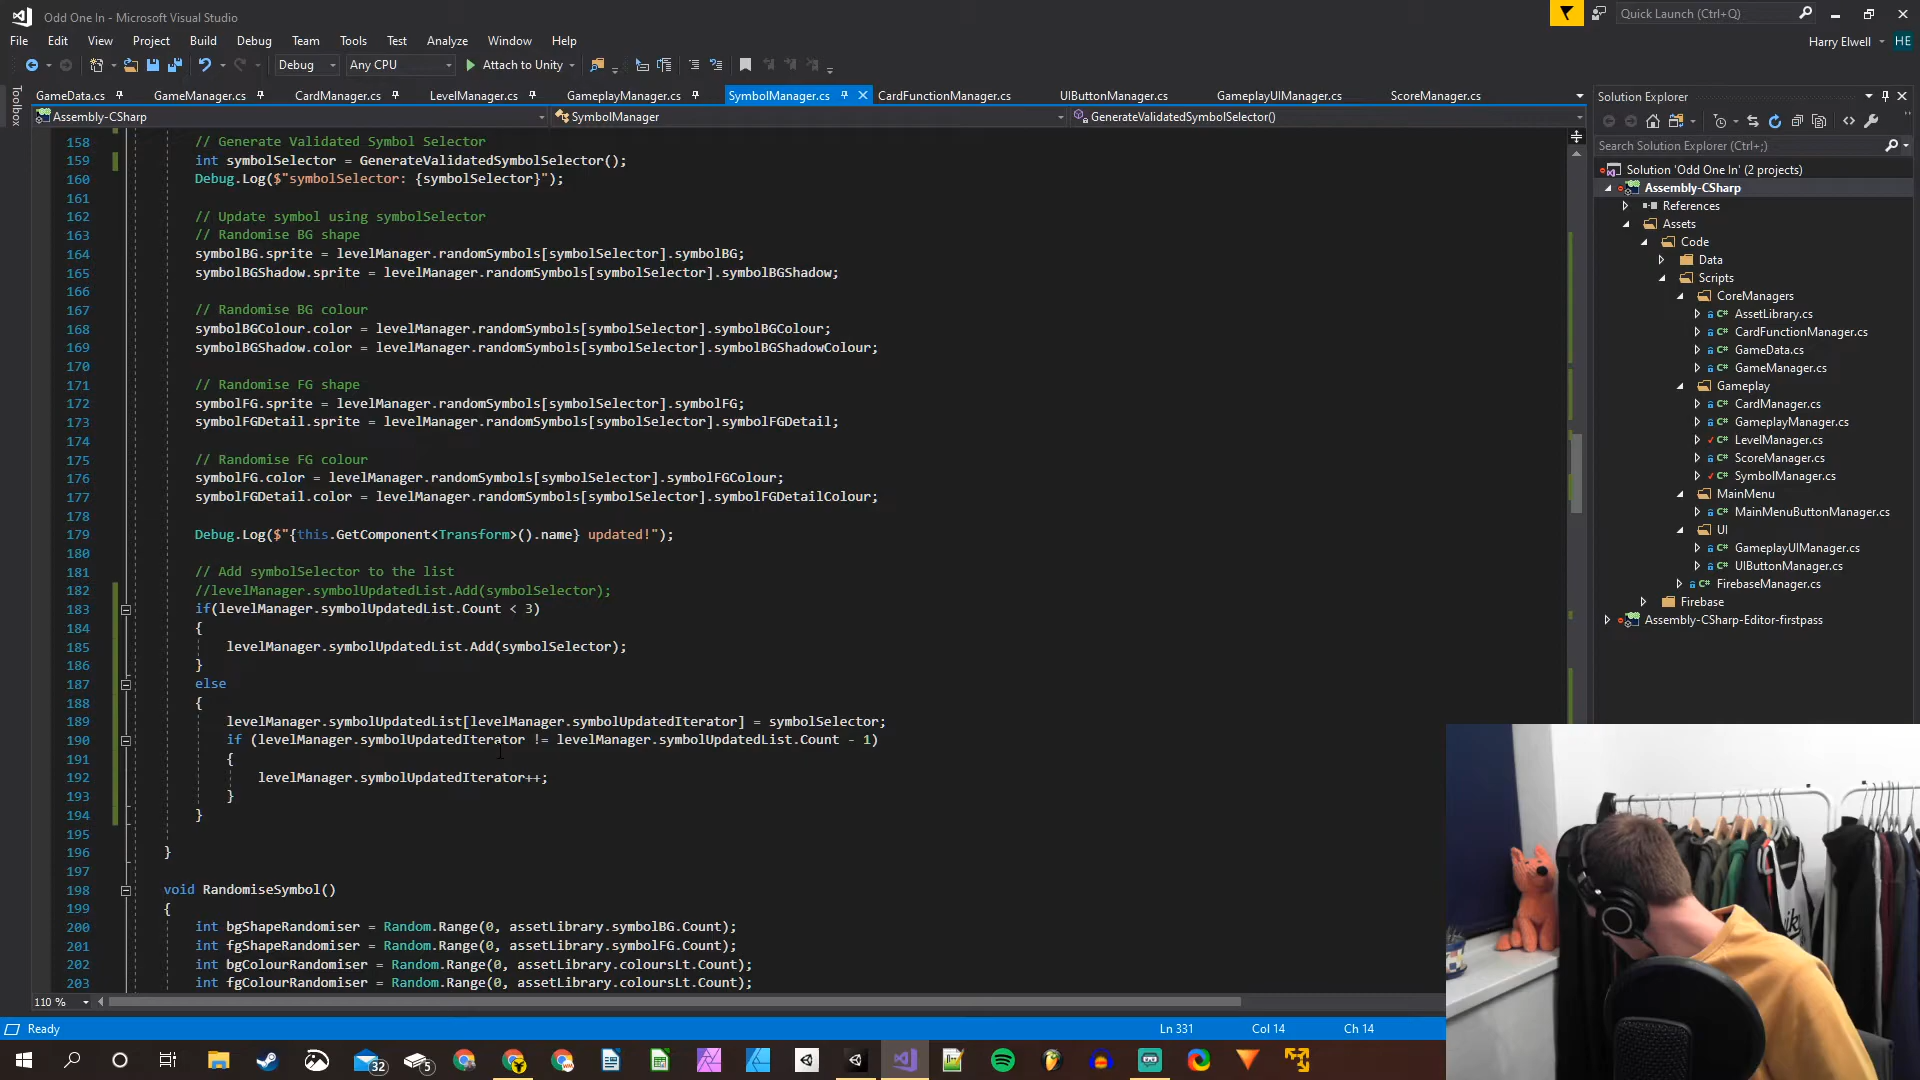 Odd One In - Microsoft Visual Studio
Quick Launch (Ctrl+Q)
File Edit View Project Build Debug Team Tools Test Analyze Window Help
Harry Elwell HE
Debug Any CPU Attach to Unity
Toolbox
GameData.cs GameManager.cs CardManager.cs LevelManager.cs GameplayManager.cs SymbolManager.cs CardFunctionManager.cs UIButtonManager.cs GameplayUIManager.cs ScoreManager.cs
Assembly-CSharp SymbolManager GenerateValidatedSymbolSelector()
158 // Generate Validated Symbol Selector
159 int symbolSelector = GenerateValidatedSymbolSelector();
160 Debug.Log($"symbolSelector: {symbolSelector}");
161
162 // Update symbol using symbolSelector
163 // Randomise BG shape
164 symbolBG.sprite = levelManager.randomSymbols[symbolSelector].symbolBG;
165 symbolBGShadow.sprite = levelManager.randomSymbols[symbolSelector].symbolBGShadow;
166
167 // Randomise BG colour
168 symbolBGColour.color = levelManager.randomSymbols[symbolSelector].symbolBGColour;
169 symbolBGShadow.color = levelManager.randomSymbols[symbolSelector].symbolBGShadowColour;
170
171 // Randomise FG shape
172 symbolFG.sprite = levelManager.randomSymbols[symbolSelector].symbolFG;
173 symbolFGDetail.sprite = levelManager.randomSymbols[symbolSelector].symbolFGDetail;
174
175 // Randomise FG colour
176 symbolFG.color = levelManager.randomSymbols[symbolSelector].symbolFGColour;
177 symbolFGDetail.color = levelManager.randomSymbols[symbolSelector].symbolFGDetailColour;
178
179 Debug.Log($"{this.GetComponent<Transform>().name} updated!");
180
181 // Add symbolSelector to the list
182 //levelManager.symbolUpdatedList.Add(symbolSelector);
183 if(levelManager.symbolUpdatedList.Count < 3)
184 {
185 levelManager.symbolUpdatedList.Add(symbolSelector);
186 }
187 else
188 {
189 levelManager.symbolUpdatedList[levelManager.symbolUpdatedIterator] = symbolSelector;
190 if (levelManager.symbolUpdatedIterator != levelManager.symbolUpdatedList.Count - 1)
191 {
192 levelManager.symbolUpdatedIterator++;
193 }
194 }
195
196 }
197
198 void RandomiseSymbol()
199 {
200 int bgShapeRandomiser = Random.Range(0, assetLibrary.symbolBG.Count);
201 int fgShapeRandomiser = Random.Range(0, assetLibrary.symbolFG.Count);
202 int bgColourRandomiser = Random.Range(0, assetLibrary.coloursLt.Count);
203 int fgColourRandomiser = Random.Range(0, assetLibrary.coloursLt.Count);
110 %
Solution Explorer
Search Solution Explorer (Ctrl+;)
Solution 'Odd One In' (2 projects)
Assembly-CSharp
References
Assets
Code
Data
Scripts
CoreManagers
AssetLibrary.cs
CardFunctionManager.cs
GameData.cs
GameManager.cs
Gameplay
CardManager.cs
GameplayManager.cs
LevelManager.cs
ScoreManager.cs
SymbolManager.cs
MainMenu
MainMenuButtonManager.cs
UI
GameplayUIManager.cs
UIButtonManager.cs
FirebaseManager.cs
Firebase
Assembly-CSharp-Editor-firstpass
Ready Ln 331 Col 14 Ch 14
32 5